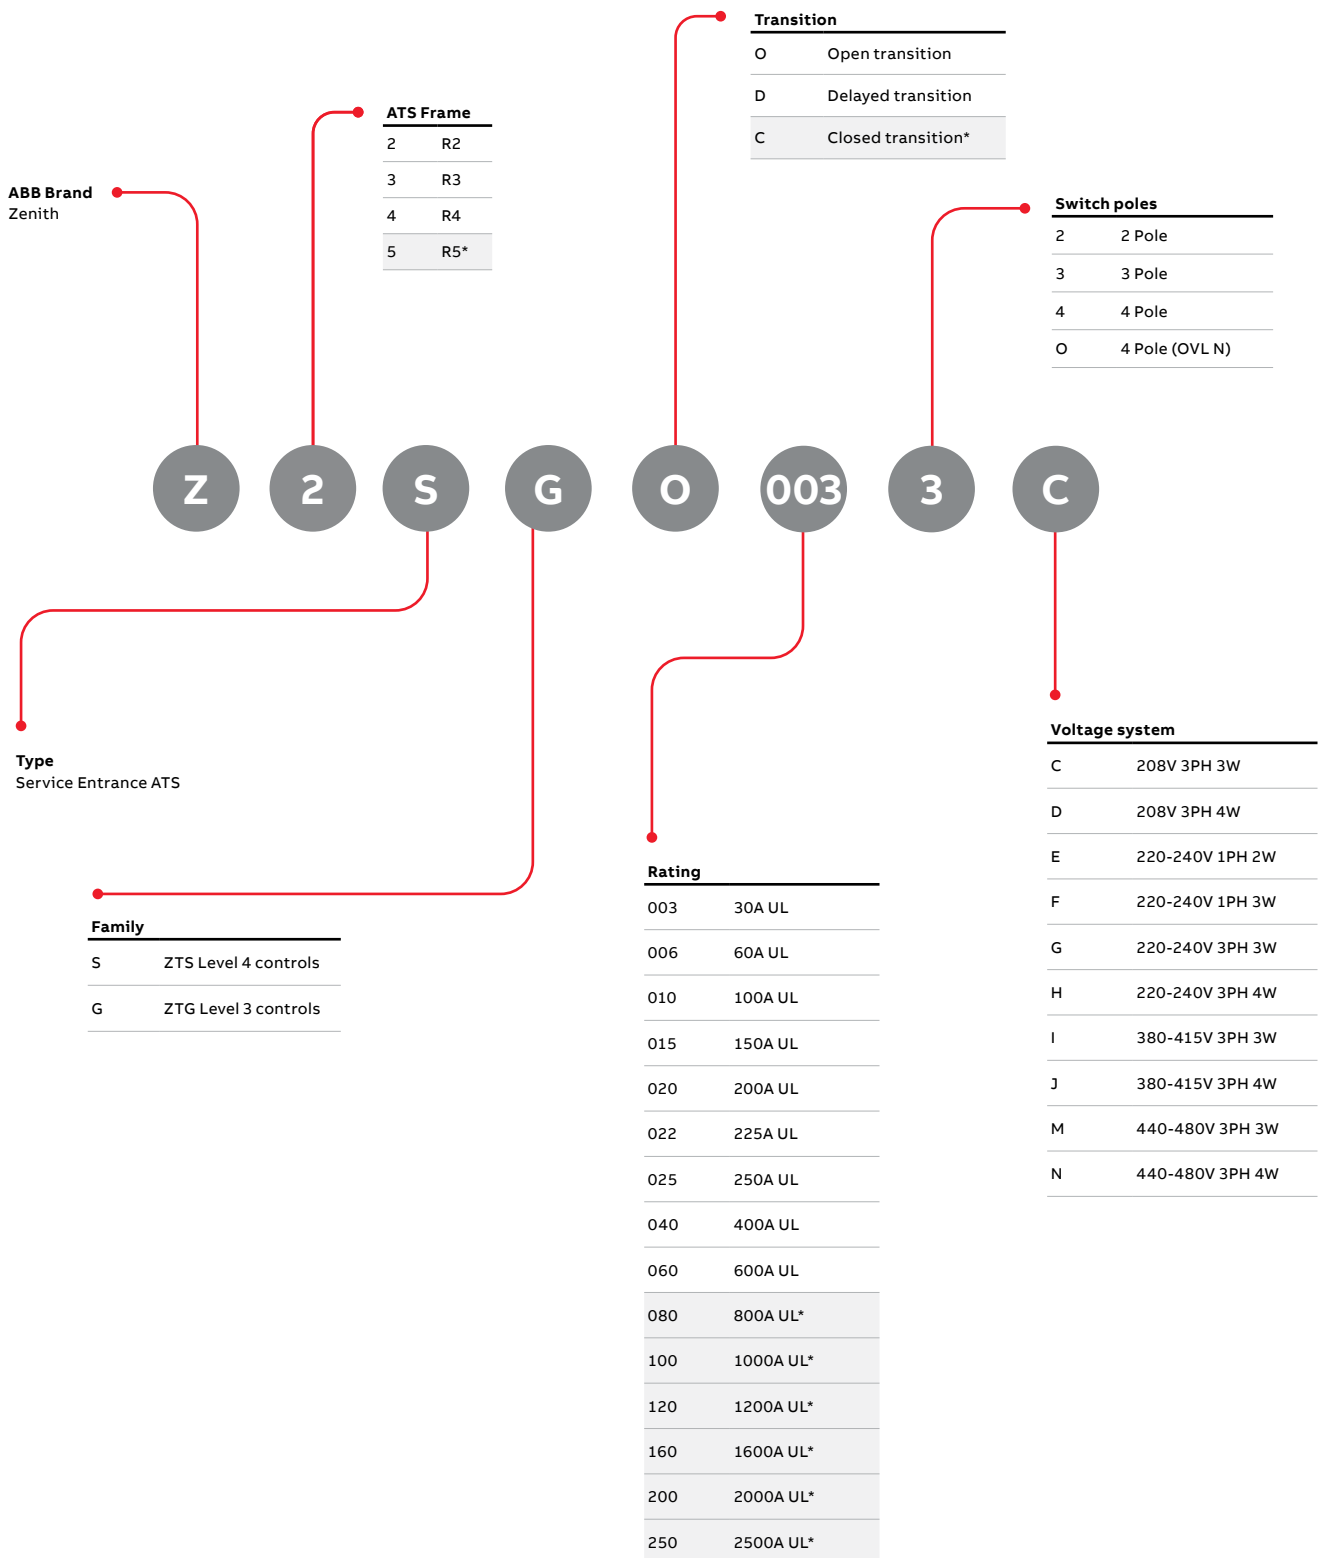 Transition
O Open transition
D Delayed transition
C Closed transition*
ATS Frame
2 R2
3 R3
4 R4
5 R5*
ABB Brand
Zenith
Switch poles
2 2 Pole
3 3 Pole
4 4 Pole
O 4 Pole (OVL N)
Z 2 S G O 003 3 C
Type
Service Entrance ATS
Family
S ZTS Level 4 controls
G ZTG Level 3 controls
Rating
003 30A UL
006 60A UL
010 100A UL
015 150A UL
020 200A UL
022 225A UL
025 250A UL
040 400A UL
060 600A UL
080 800A UL*
100 1000A UL*
120 1200A UL*
160 1600A UL*
200 2000A UL*
250 2500A UL*
Voltage system
C 208V 3PH 3W
D 208V 3PH 4W
E 220-240V 1PH 2W
F 220-240V 1PH 3W
G 220-240V 3PH 3W
H 220-240V 3PH 4W
I 380-415V 3PH 3W
J 380-415V 3PH 4W
M 440-480V 3PH 3W
N 440-480V 3PH 4W